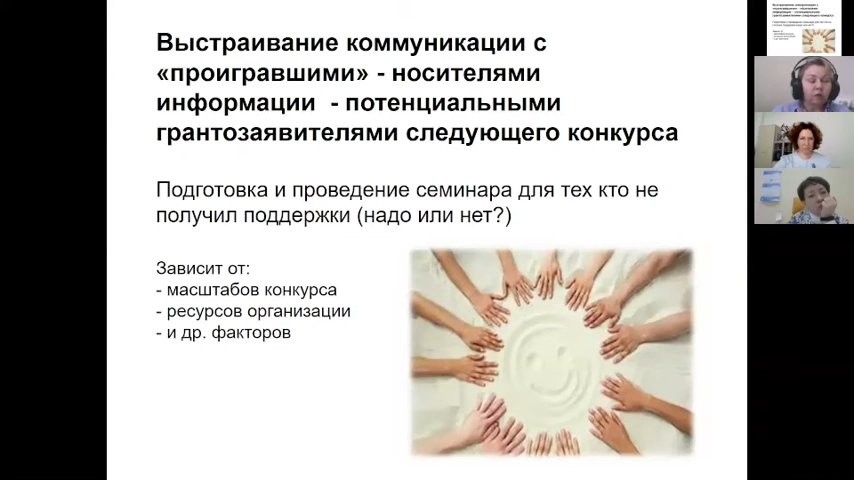 Выстраивание коммуникации с
«проигравшими» - носителями
информации - потенциальными
грантозаявителями следующего конкурса
Подготовка и проведение семинара для тех кто не
получил поддержки (надо или нет?)
Зависит от:
- масштабов конкурса
- ресурсов организации
- и др. факторов